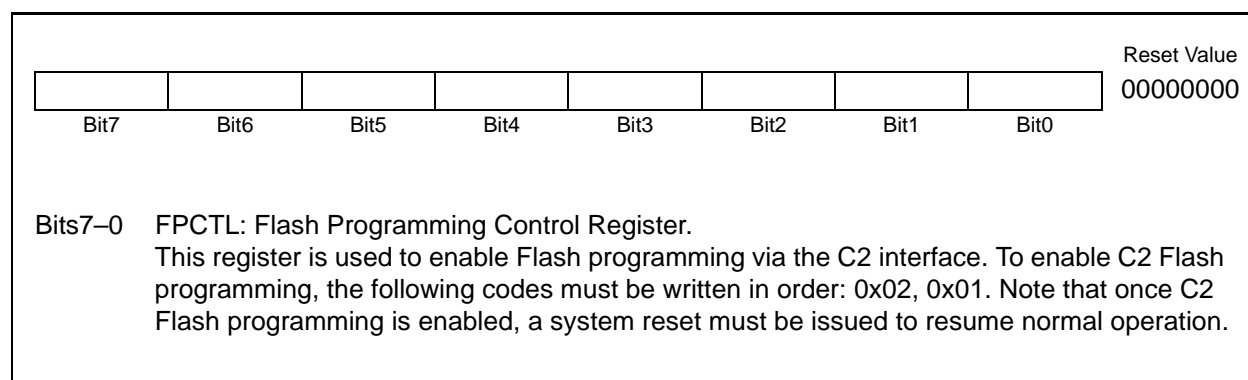 Reset Value
00000000
Bit7 Bit6 Bit5 Bit4 Bit3 Bit2 Bit1 Bit0
Bits7–0 FPCTL: Flash Programming Control Register.
This register is used to enable Flash programming via the C2 interface. To enable C2 Flash
programming, the following codes must be written in order: 0x02, 0x01. Note that once C2
Flash programming is enabled, a system reset must be issued to resume normal operation.